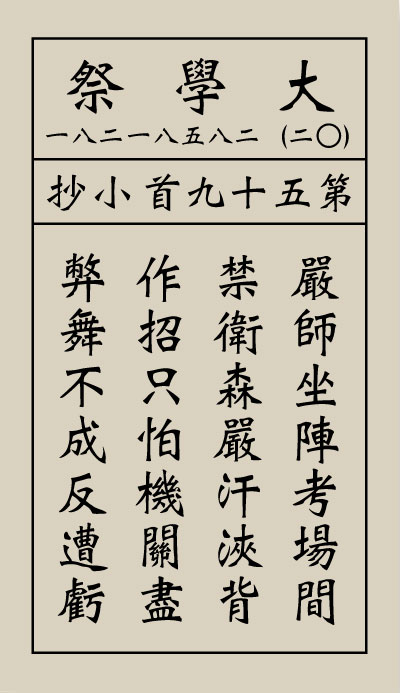 大學祭
(〇二) 二八五八一二八一
第五十九首小抄
嚴師坐陣考場間
禁衛森嚴汗浹背
作招只怕機關盡
弊舞不成反遭虧